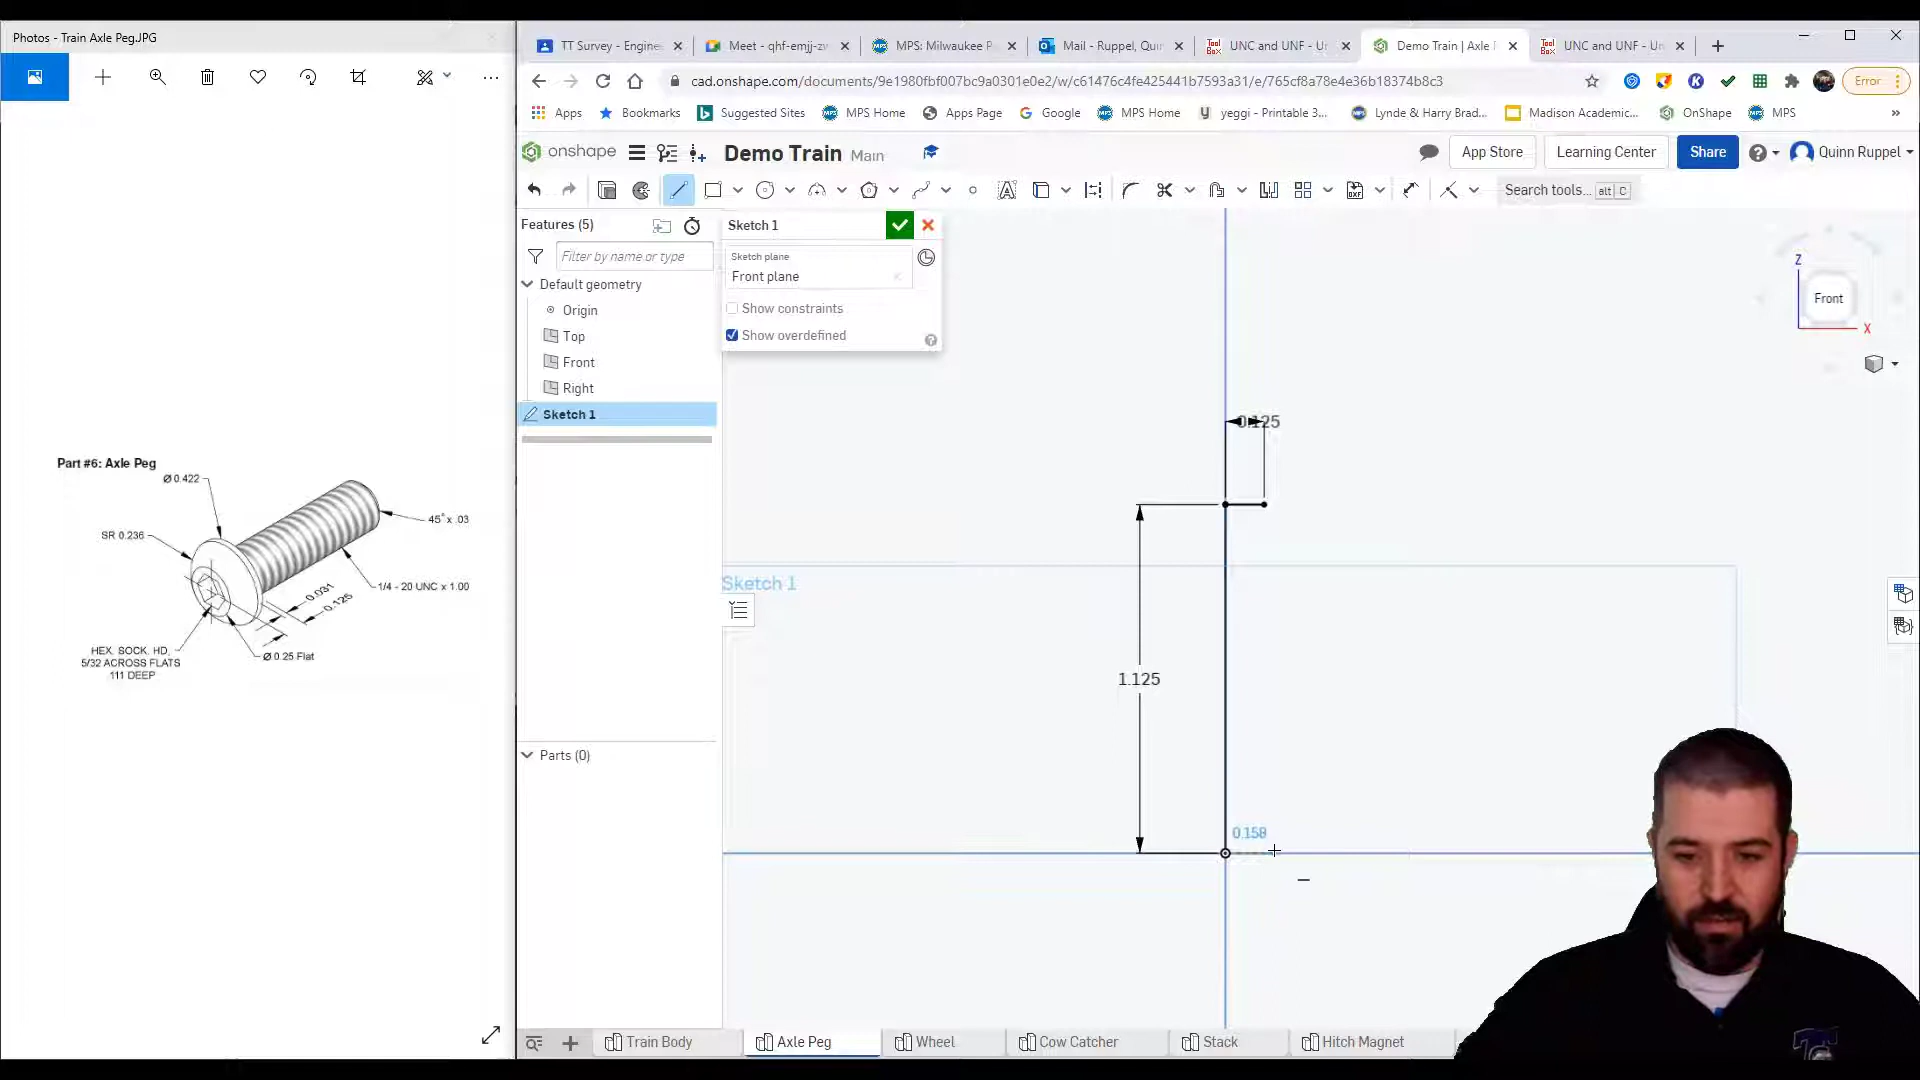 Photos - Train Axle Peg.JPG
Part #6: Axle Peg
Ø 0.422
SR 0.236
45° x .03
1/4 - 20 UNC x 1.00
0.031
0.125
HEX. SOCK. HD.
5/32 ACROSS FLATS
111 DEEP
Ø 0.25 Flat
TT Survey - Engine
Meet - qhf-emjj-zv
MPS: Milwaukee P
Mail - Ruppel, Qui
UNC and UNF - U
Demo Train | Axle
UNC and UNF - U
cad.onshape.com/documents/9e1980fbf007bc9a0301e0e2/w/c61476c4fe425441b7593a31/e/765cf8a78e4e36b18374b8c3
Error
Apps
Bookmarks
Suggested Sites
MPS Home
Apps Page
Google
MPS Home
yeggi - Printable 3...
Lynde & Harry Brad...
Madison Academic...
OnShape
MPS
»
onshape
Demo Train Main
App Store
Learning Center
Share
Quinn Ruppel
Search tools... alt C
Features (5)
Filter by name or type
Default geometry
Origin
Top
Front
Right
Sketch 1
Parts (0)
Sketch 1
Sketch plane
Front plane
Show constraints
Show overdefined
Z
Front
X
0.125
Sketch 1
1.125
0.158
Train Body
Axle Peg
Wheel
Cow Catcher
Stack
Hitch Magnet